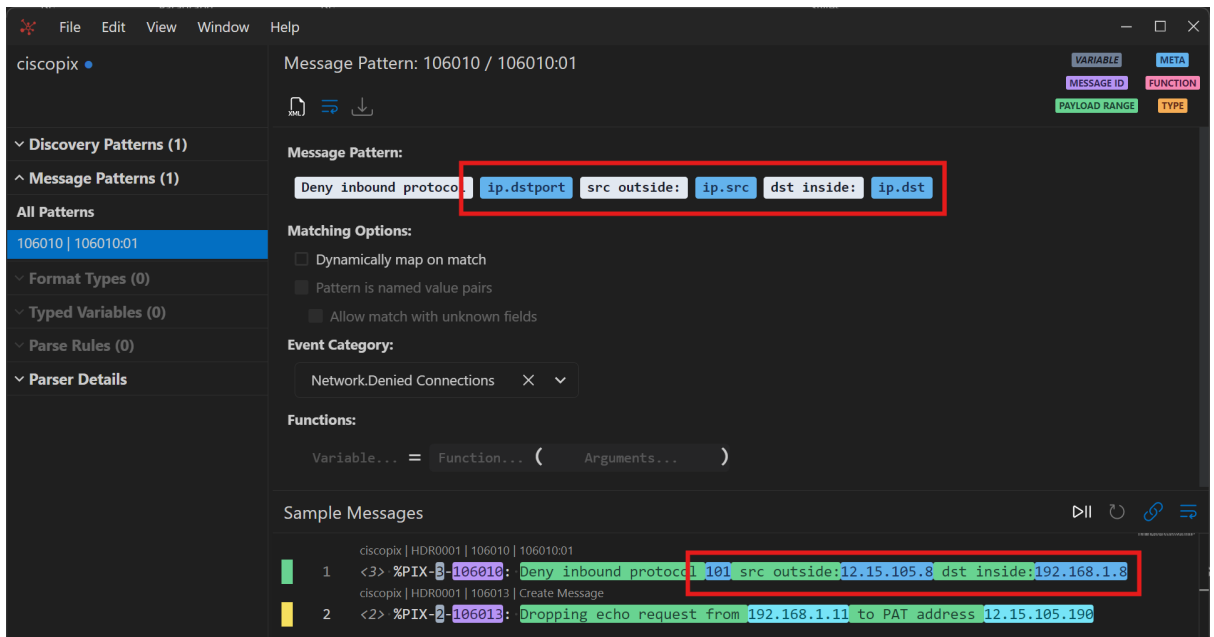 File Edit View Window Help
ciscopix
Message Pattern: 106010 / 106010:01
VARIABLE META
MESSAGE ID FUNCTION
PAYLOAD RANGE TYPE
XML
Discovery Patterns (1)
Message Patterns (1)
All Patterns
106010 | 106010:01
Format Types (0)
Typed Variables (0)
Parse Rules (0)
Parser Details
Message Pattern:
Deny inbound protocol ip.dstport src outside: ip.src dst inside: ip.dst
Matching Options:
Dynamically map on match
Pattern is named value pairs
Allow match with unknown fields
Event Category:
Network.Denied Connections
Functions:
Variable... = Function... ( Arguments... )
Sample Messages
ciscopix | HDR0001 | 106010 | 106010:01
1 <3> %PIX-3-106010: Deny inbound protocol 101 src outside:12.15.105.8 dst inside:192.168.1.8
ciscopix | HDR0001 | 106013 | Create Message
2 <2> %PIX-2-106013: Dropping echo request from 192.168.1.11 to PAT address 12.15.105.190